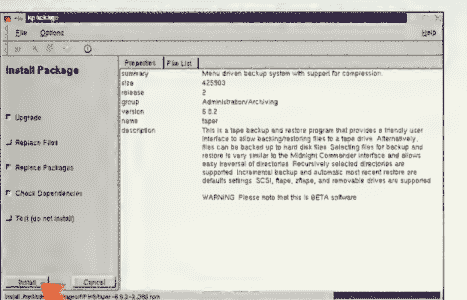 kpackage
File Options Help
Install Package
Properties File List
summary Menu driven backup system with support for compression.
size 425903
release 2
group Administration/Archiving
version 6.8.2
name taper
description This is a tape backup and restore program that provides a friendly user
interface to allow backing/restoring files to a tape drive. Alternatively,
files can be backed up to hard disk files. Selecting files for backup and
restore is very similar to the Midnight Commander interface and allows
easy traversal of directories. Recursively selected directories are
supported. Incremental backup and automatic most recent restore are
defaults settings. SCSI, ftape, zftape, and removable drives are supported
WARNING: Please note that this is BETA software
Upgrade
Replace Files
Replace Packages
Check Dependencies
Test (do not install)
Install Cancel